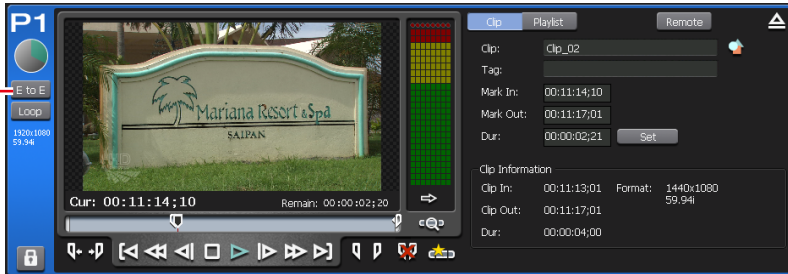 P1
E to E
Loop
1920x1080
59.94i
Mariana Resort & Spa
SAIPAN
Cur: 00:11:14;10
Remain: 00:00:02;20
Clip
Playlist
Remote
Clip:
Clip_02
Tag:
Mark In:
00:11:14;10
Mark Out:
00:11:17;01
Dur:
00:00:02;21
Set
Clip Information
Clip In:
00:11:13;01
Format:
1440x1080
59.94i
Clip Out:
00:11:17;01
Dur:
00:00:04;00